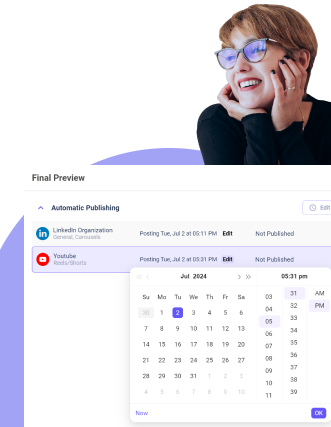 Final Preview
Automatic Publishing
Edit
LinkedIn Organization
General, Carousels
Posting Tue, Jul 2 at 05:11 PM Edit
Not Published
Youtube
Reels/Shorts
Posting Tue, Jul 2 at 05:31 PM Edit
Not Published
Jul 2024
05:31 pm
Su Mo Tu We Th Fr Sa
30 1 2 3 4 5 6
7 8 9 10 11 12 13
14 15 16 17 18 19 20
21 22 23 24 25 26 27
28 29 30 31 1 2 3
4 5 6 7 8 9 10
03
04
05
06
07
08
09
10
11
31
32
33
34
35
36
37
38
39
AM
PM
Now
OK